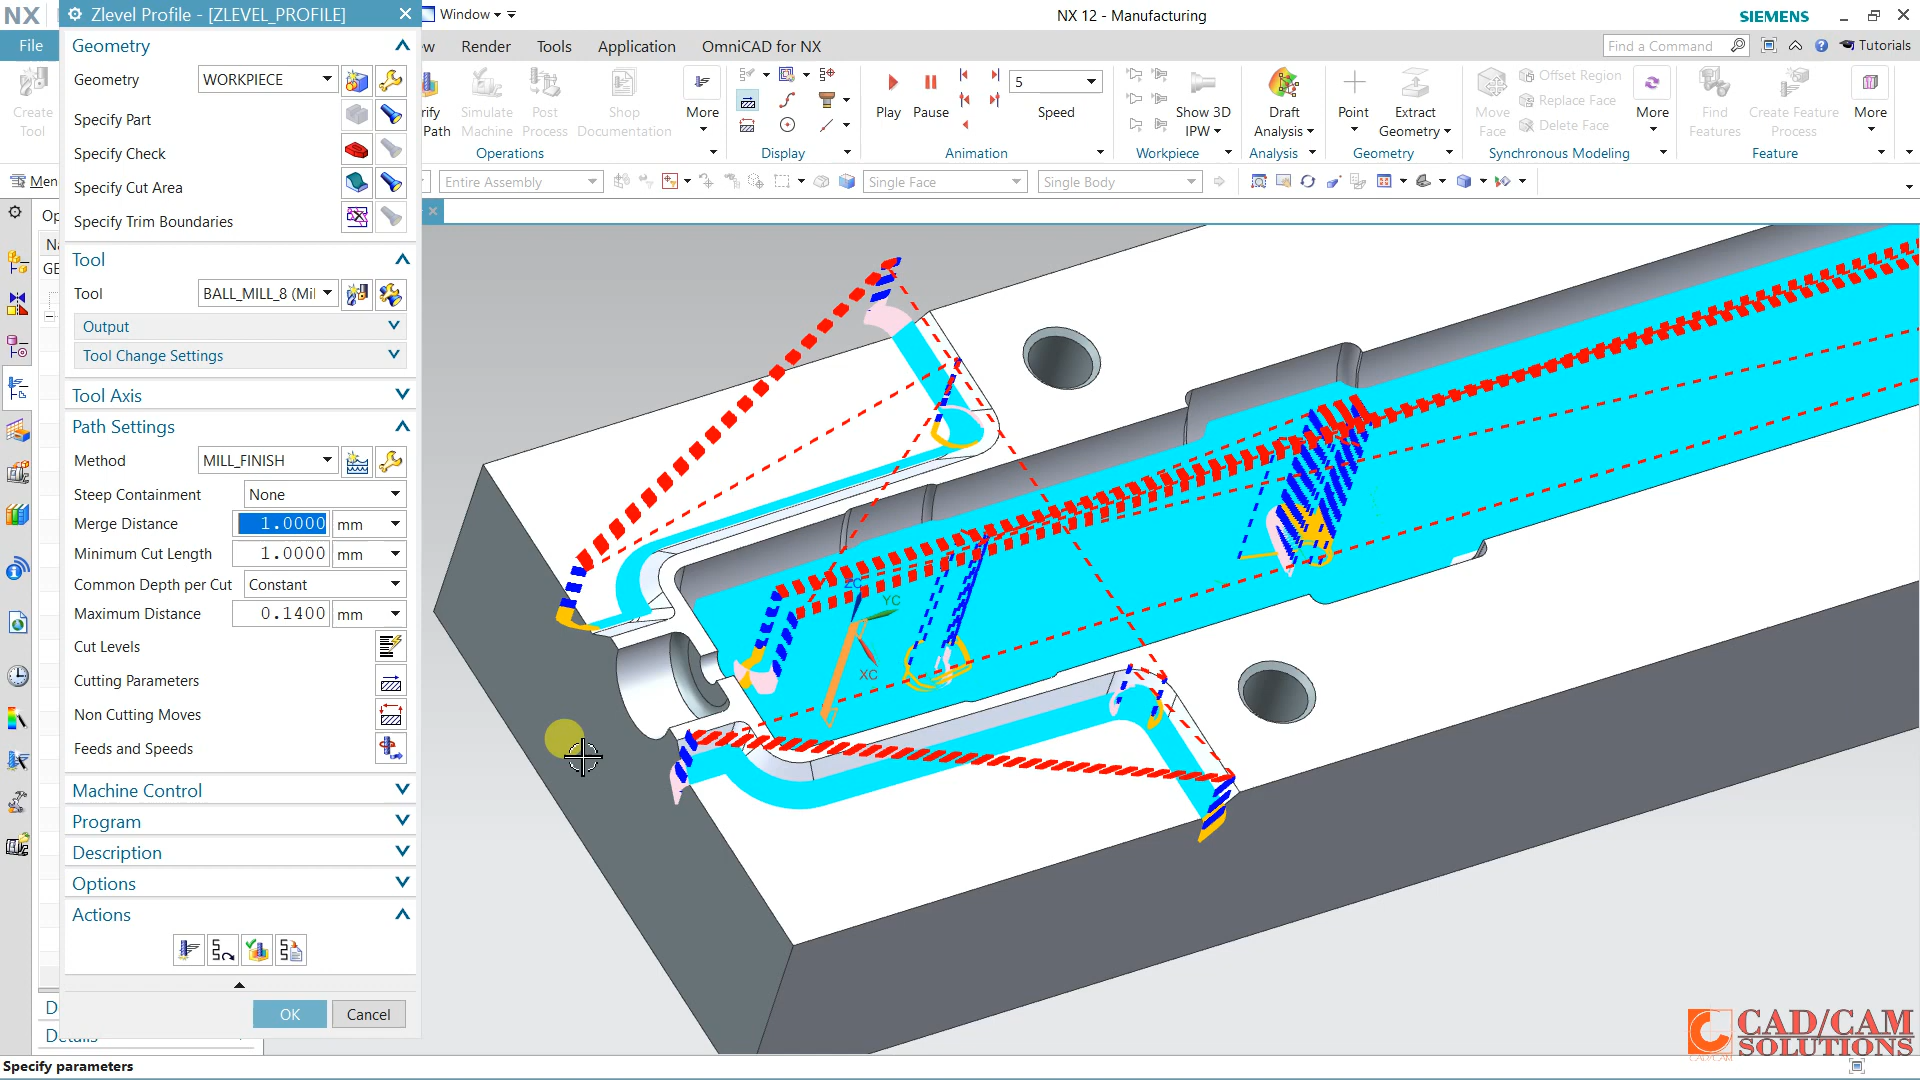 NX
Zlevel Profile - [ZLEVEL_PROFILE]
Window
NX 12 - Manufacturing
SIEMENS
File
Render
Tools
Application
OmniCAD for NX
Find a Command
Tutorials
Create Tool
Path
Simulate Machine
Post Process
Shop Documentation
More
Play
Pause
5
Speed
Show 3D IPW
Draft Analysis
Point
Extract Geometry
Move Face
Offset Region
Replace Face
Delete Face
More
Find Features
Create Feature Process
More
Operations
Display
Animation
Workpiece
Analysis
Geometry
Synchronous Modeling
Feature
Entire Assembly
Single Face
Single Body
Geometry
Geometry
WORKPIECE
Specify Part
Specify Check
Specify Cut Area
Specify Trim Boundaries
Tool
Tool
BALL_MILL_8 (Mil
Output
Tool Change Settings
Tool Axis
Path Settings
Method
MILL_FINISH
Steep Containment
None
Merge Distance
1.0000
mm
Minimum Cut Length
1.0000
mm
Common Depth per Cut
Constant
Maximum Distance
0.1400
mm
Cut Levels
Cutting Parameters
Non Cutting Moves
Feeds and Speeds
Machine Control
Program
Description
Options
Actions
OK
Cancel
ZC
YC
XC
Specify parameters
CAD/CAM
SOLUTIONS